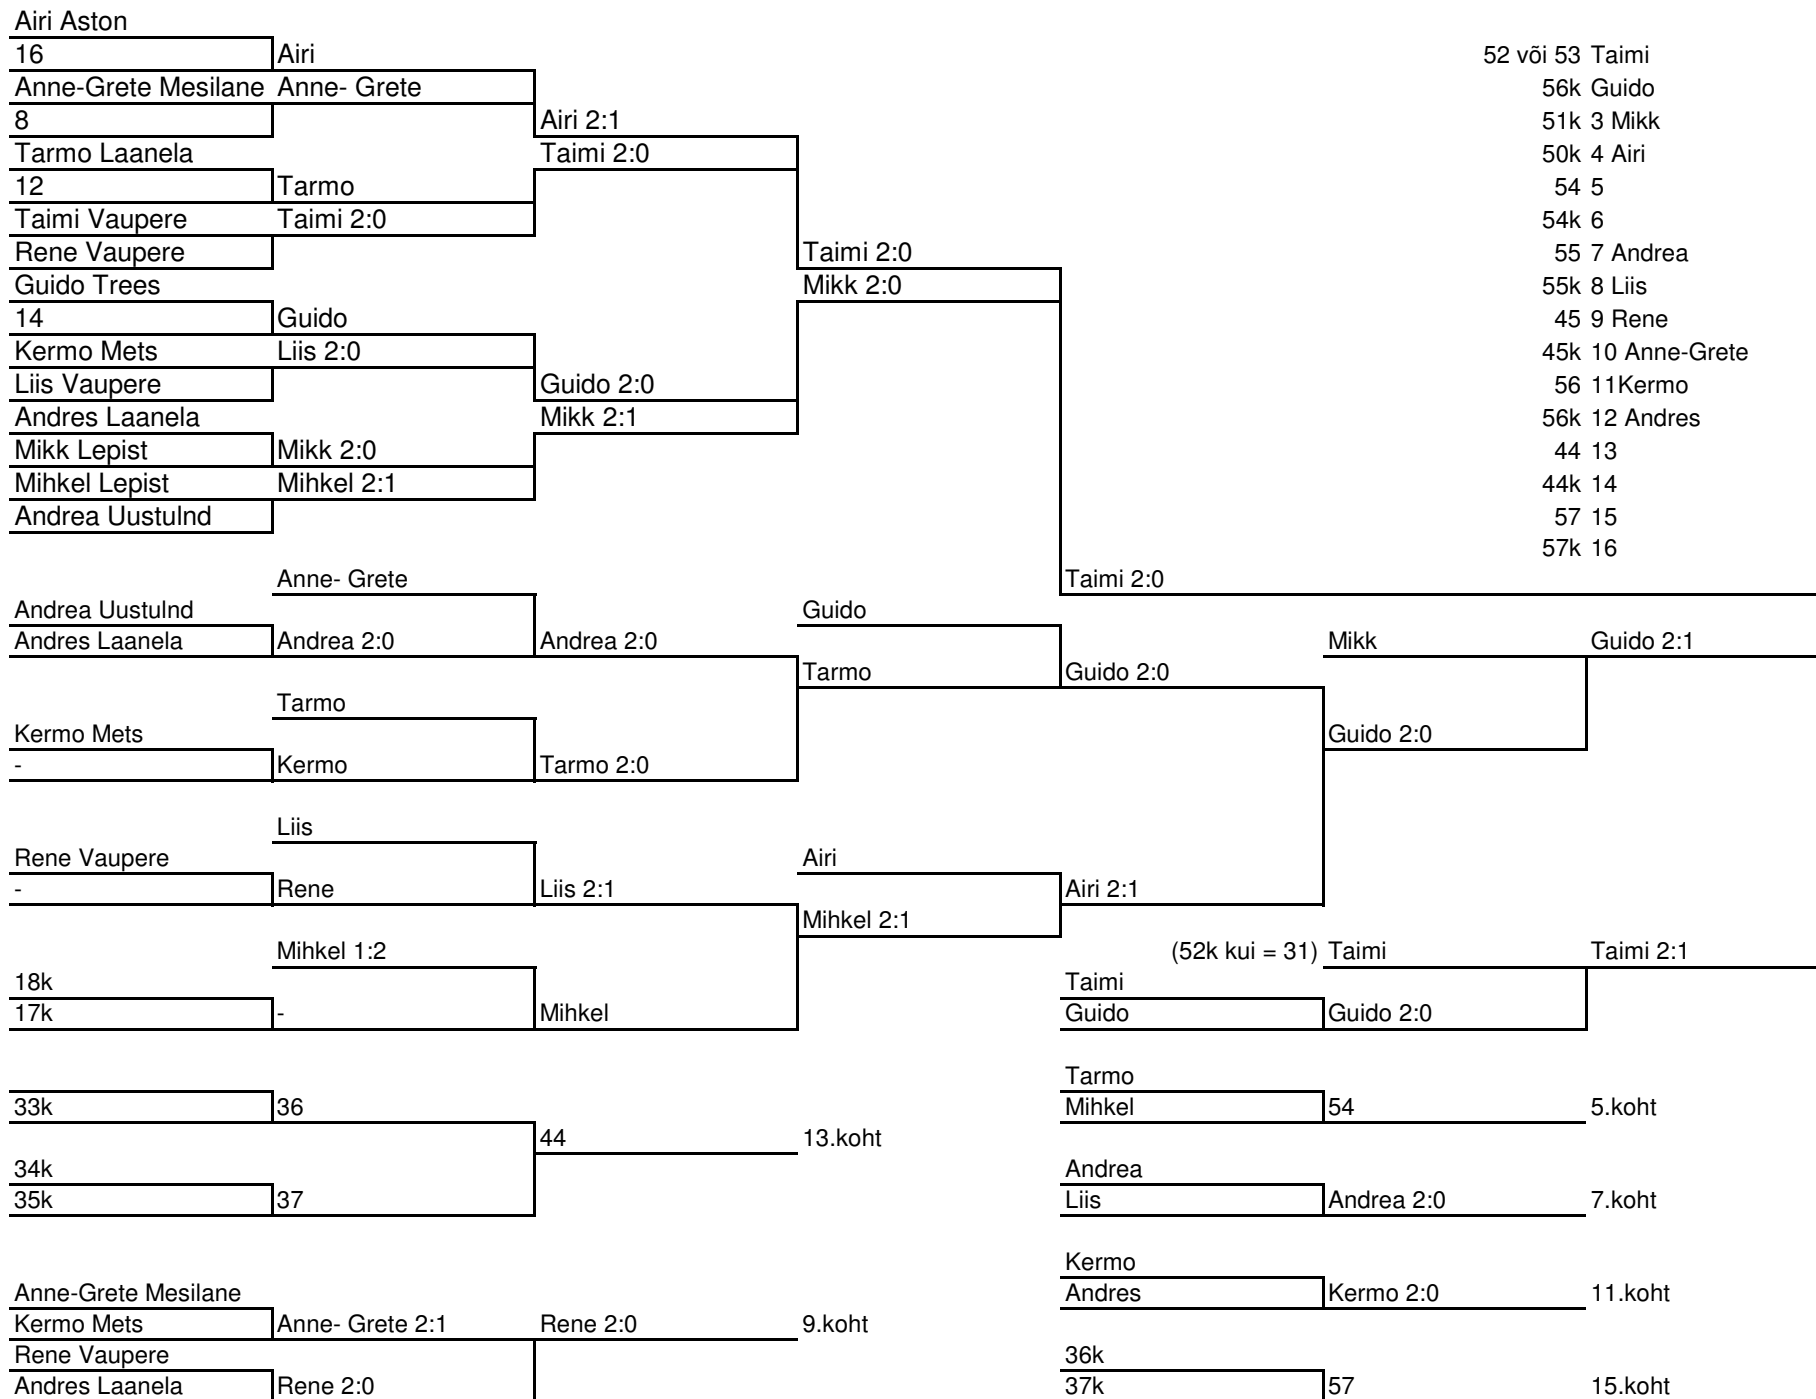 Airi Aston
16 Airi 52 või 53 Taimi
Anne-Grete Mesilane Anne- Grete 56k Guido
8 Airi 2:1 51k 3 Mikk
Tarmo Laanela Taimi 2:0 50k 4 Airi
12 Tarmo 54 5
Taimi Vaupere Taimi 2:0 54k 6
Rene Vaupere Taimi 2:0 55 7 Andrea
Guido Trees Mikk 2:0 55k 8 Liis
14 Guido 45 9 Rene
Kermo Mets Liis 2:0 45k 10 Anne-Grete
Liis Vaupere Guido 2:0 56 11Kermo
Andres Laanela Mikk 2:1 56k 12 Andres
Mikk Lepist Mikk 2:0 44 13
Mihkel Lepist Mihkel 2:1 44k 14
Andrea Uustulnd 57 15
57k 16
Anne- Grete Taimi 2:0
Andrea Uustulnd Guido
Andres Laanela Andrea 2:0 Andrea 2:0 Mikk Guido 2:1
Tarmo Guido 2:0
Tarmo
Kermo Mets Guido 2:0
- Kermo Tarmo 2:0
Liis
Rene Vaupere Airi
- Rene Liis 2:1 Airi 2:1
Mihkel 2:1
Mihkel 1:2 (52k kui = 31) Taimi Taimi 2:1
18k Taimi
17k - Mihkel Guido Guido 2:0
Tarmo
33k 36 Mihkel 54 5.koht
44 13.koht
34k Andrea
35k 37 Liis Andrea 2:0 7.koht
Kermo
Anne-Grete Mesilane Andres Kermo 2:0 11.koht
Kermo Mets Anne- Grete 2:1 Rene 2:0 9.koht
Rene Vaupere 36k
Andres Laanela Rene 2:0 37k 57 15.koht